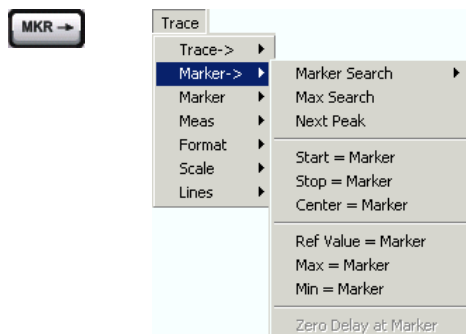 MKR →
Trace
Trace->
Marker->
Marker
Meas
Format
Scale
Lines
Marker Search
Max Search
Next Peak
Start = Marker
Stop = Marker
Center = Marker
Ref Value = Marker
Max = Marker
Min = Marker
Zero Delay at Marker